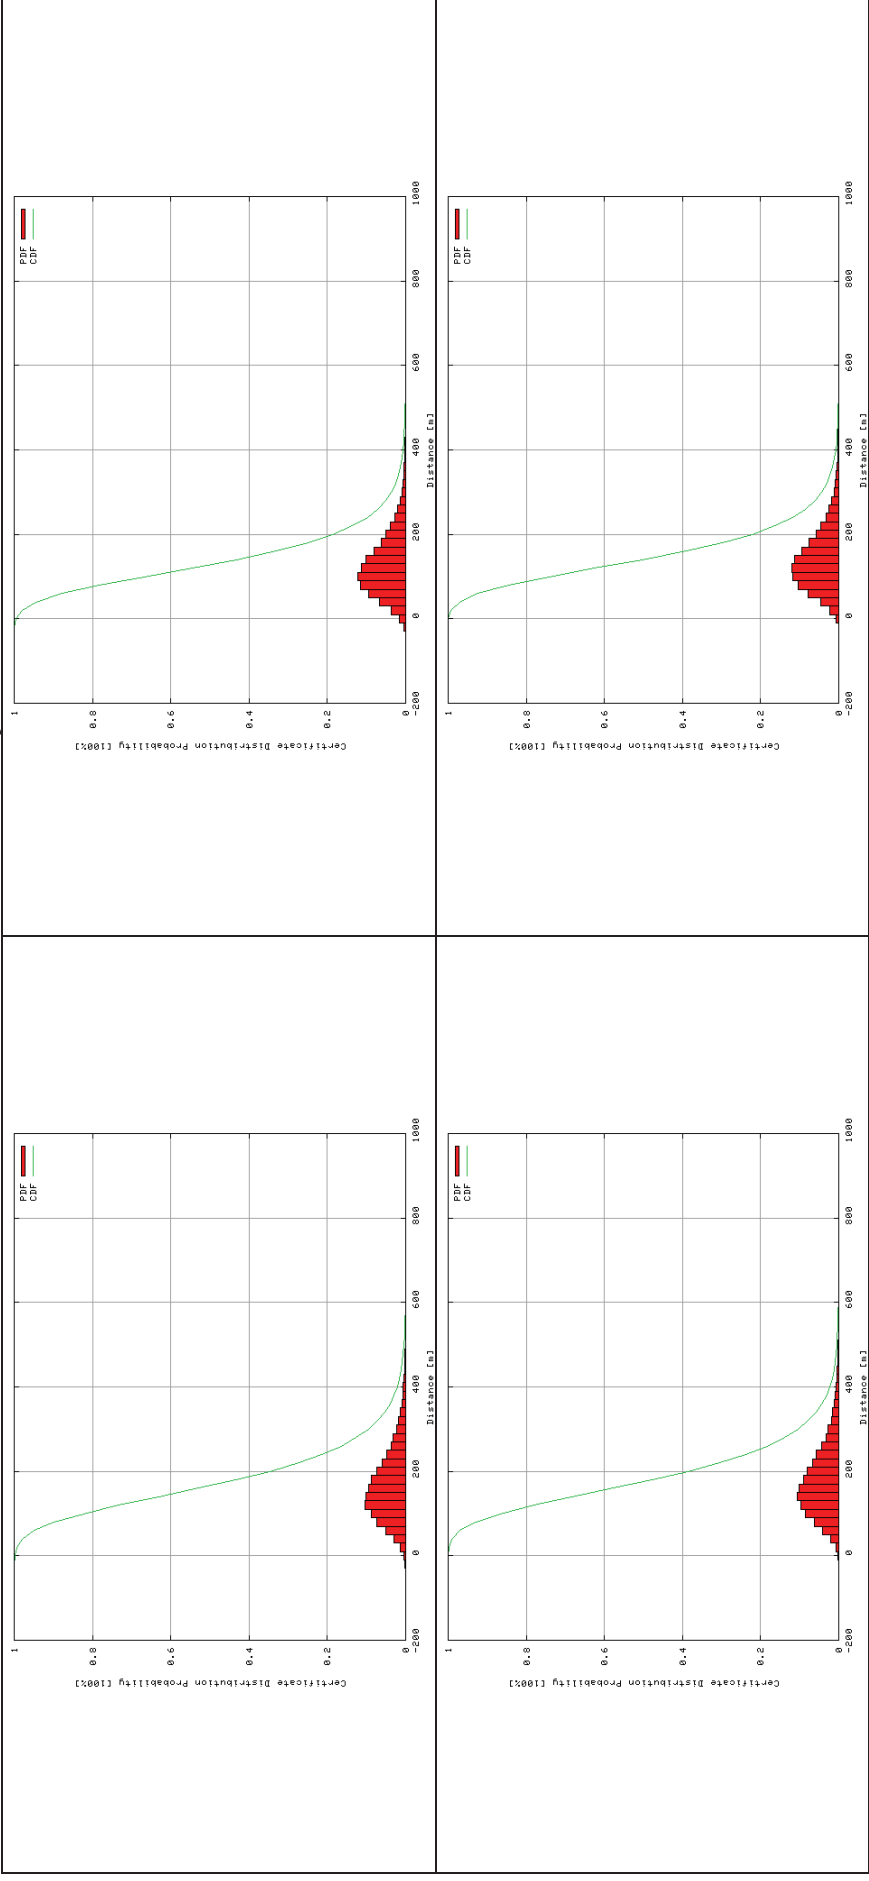 PDF
CDF
1
0.8
0.6
0.4
0.2
0
-200 0 200 400 600 800 1000
Distance [m]
Certificate Distribution Probability [100%]
PDF
CDF
1
0.8
0.6
0.4
0.2
0
-200 0 200 400 600 800 1000
Distance [m]
Certificate Distribution Probability [100%]
PDF
CDF
1
0.8
0.6
0.4
0.2
0
-200 0 200 400 600 800 1000
Distance [m]
Certificate Distribution Probability [100%]
PDF
CDF
1
0.8
0.6
0.4
0.2
0
-200 0 200 400 600 800 1000
Distance [m]
Certificate Distribution Probability [100%]